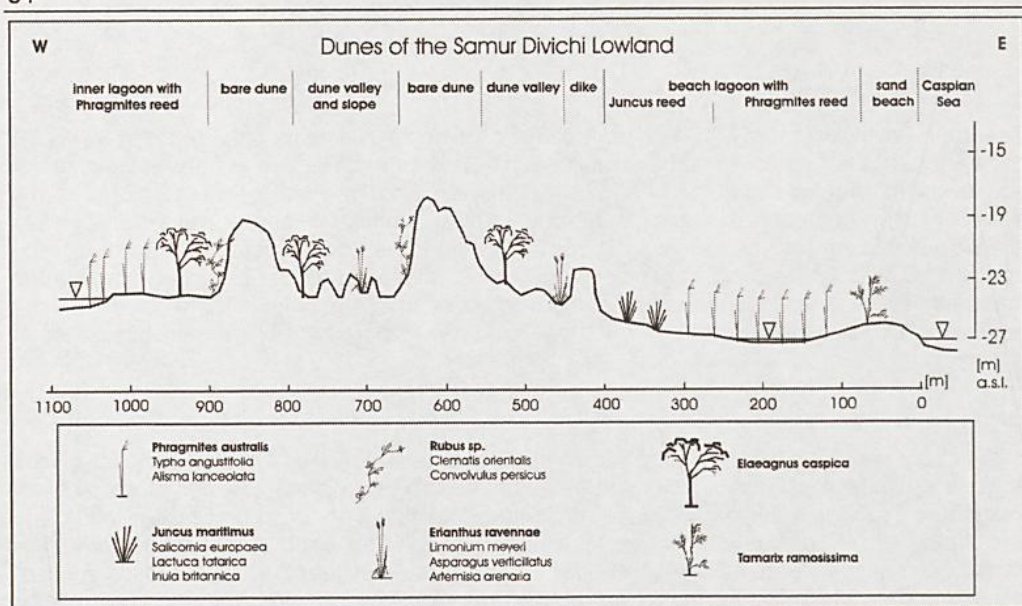 W
Dunes of the Samur Divichi Lowland
E
inner lagoon with
Phragmites reed
bare dune
dune valley
and slope
bare dune
dune valley
dike
beach lagoon with
Juncus reed
Phragmites reed
sand
beach
Caspian
Sea
-15
-19
-23
-27
[m]
a.s.l.
[m]
1100 1000 900 800 700 600 500 400 300 200 100 0
Phragmites australis
Typha angustifolia
Alisma lanceolata
Rubus sp.
Clematis orientalis
Convolvulus persicus
Elaeagnus caspica
Juncus maritimus
Salicornia europaea
Lactuca tatarica
Inula britannica
Erianthus ravennae
Limonium meyeri
Asparagus verticillatus
Artemisia arenaria
Tamarix ramosissima